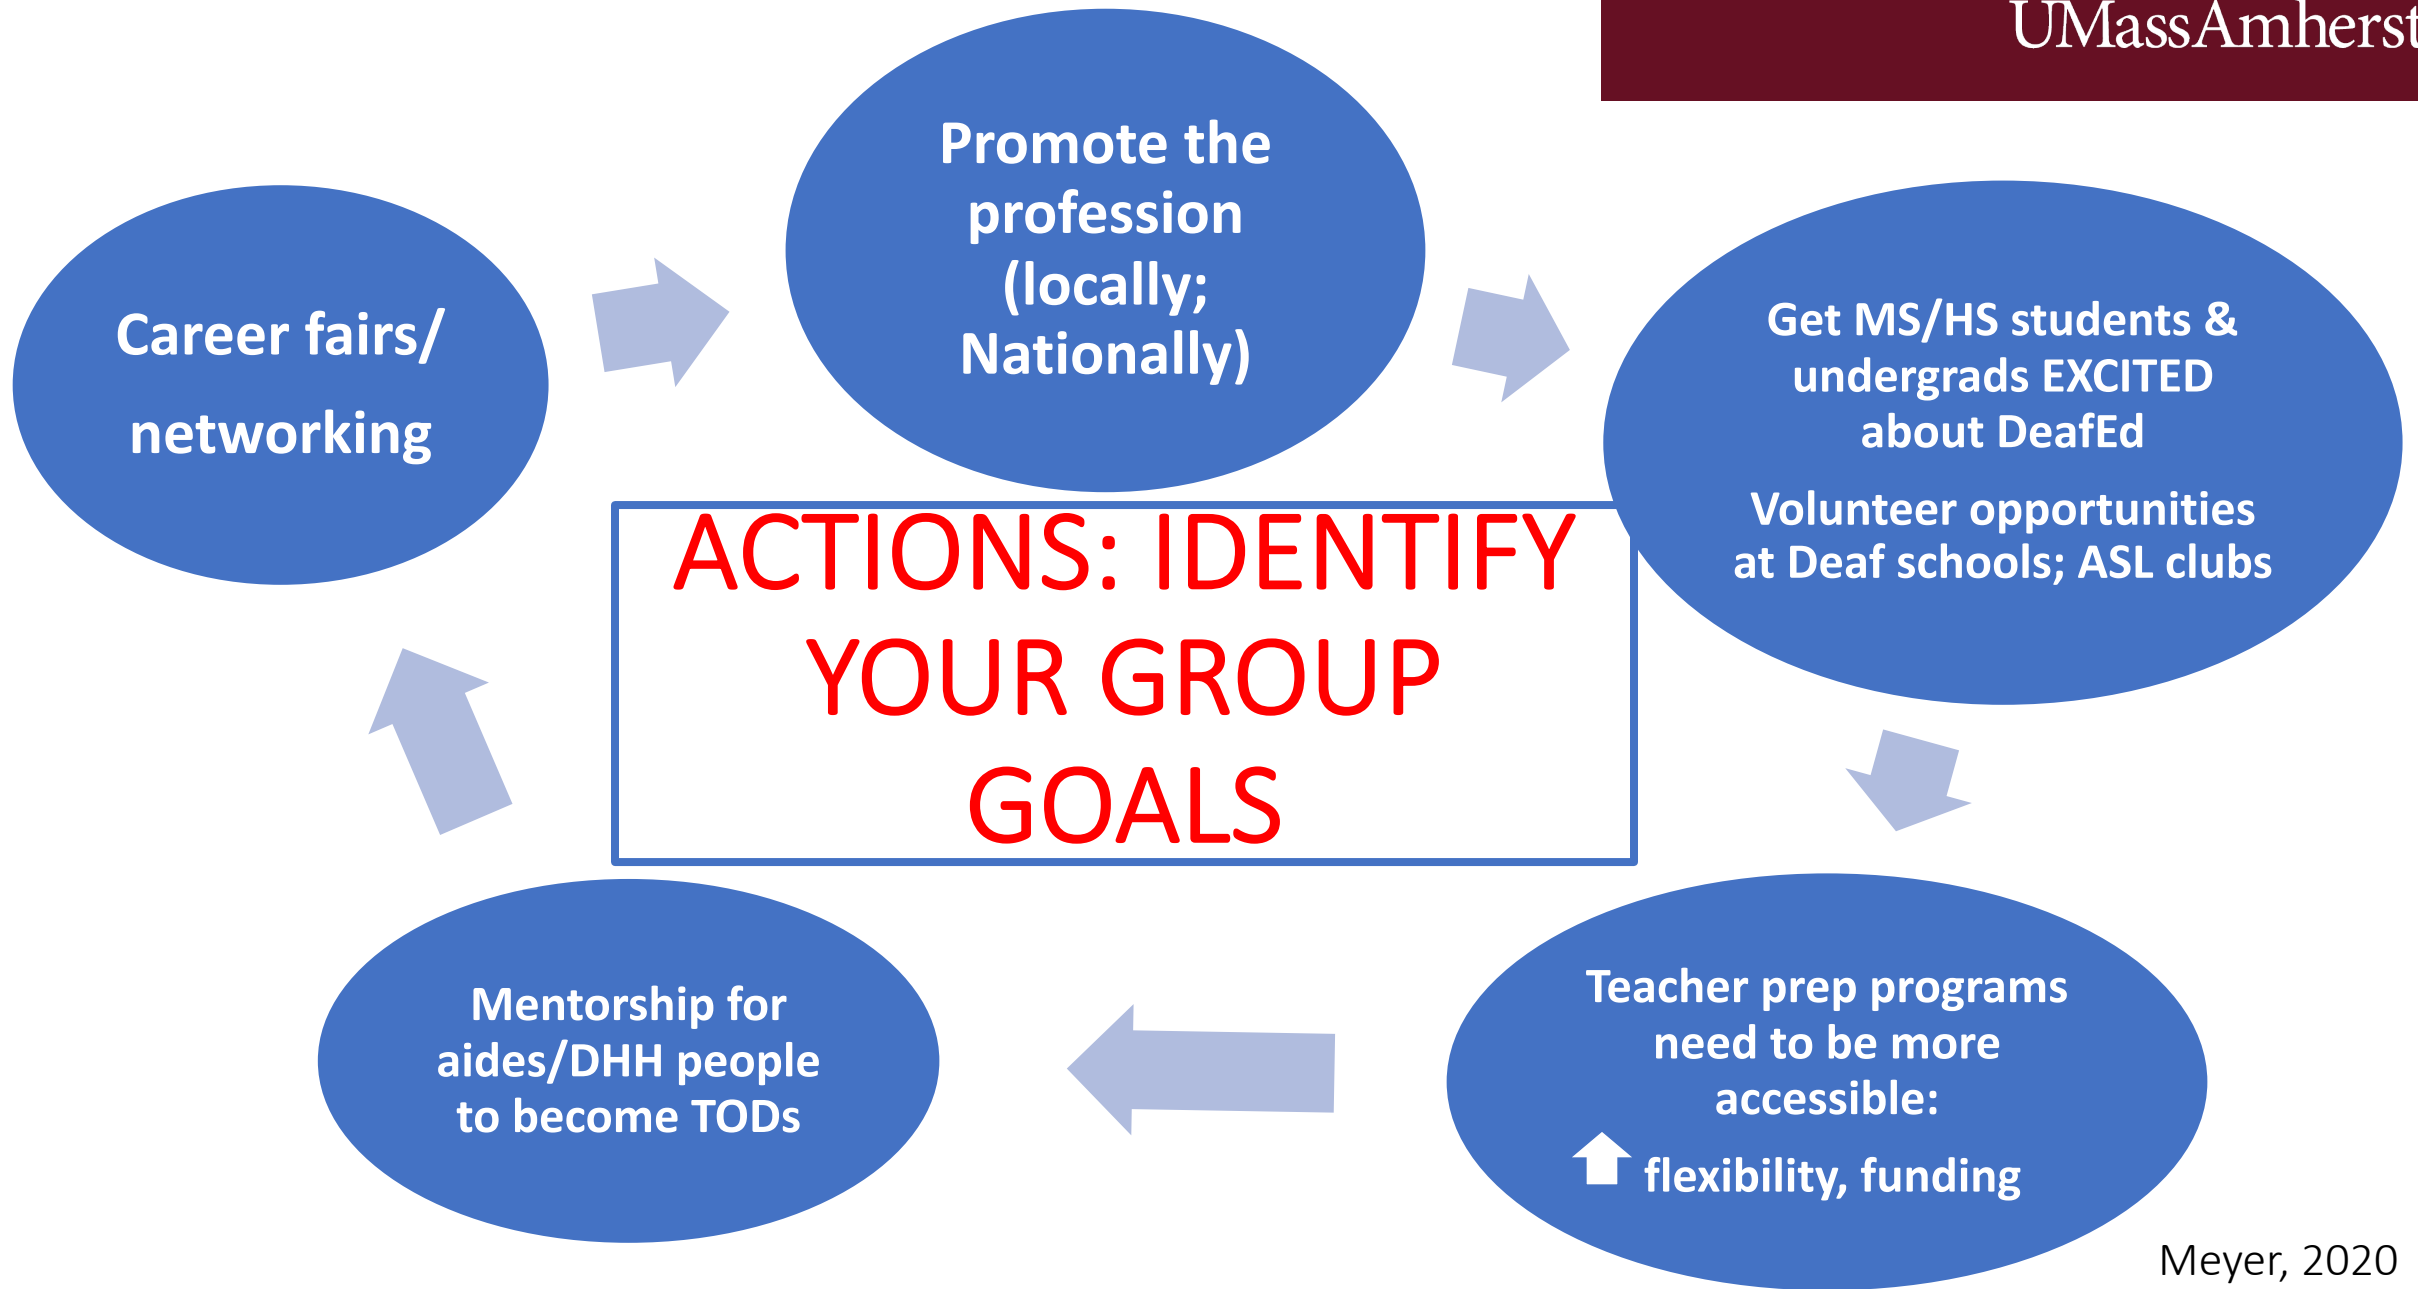 UMassAmherst
Promote the
profession
(locally;
Nationally)
Career fairs/
networking
Get MS/HS students &
undergrads EXCITED
about DeafEd
Volunteer opportunities
at Deaf schools; ASL clubs
ACTIONS: IDENTIFY
YOUR GROUP
GOALS
Teacher prep programs
need to be more
accessible:
flexibility, funding
Mentorship for
aides/DHH people
to become TODs
Meyer, 2020